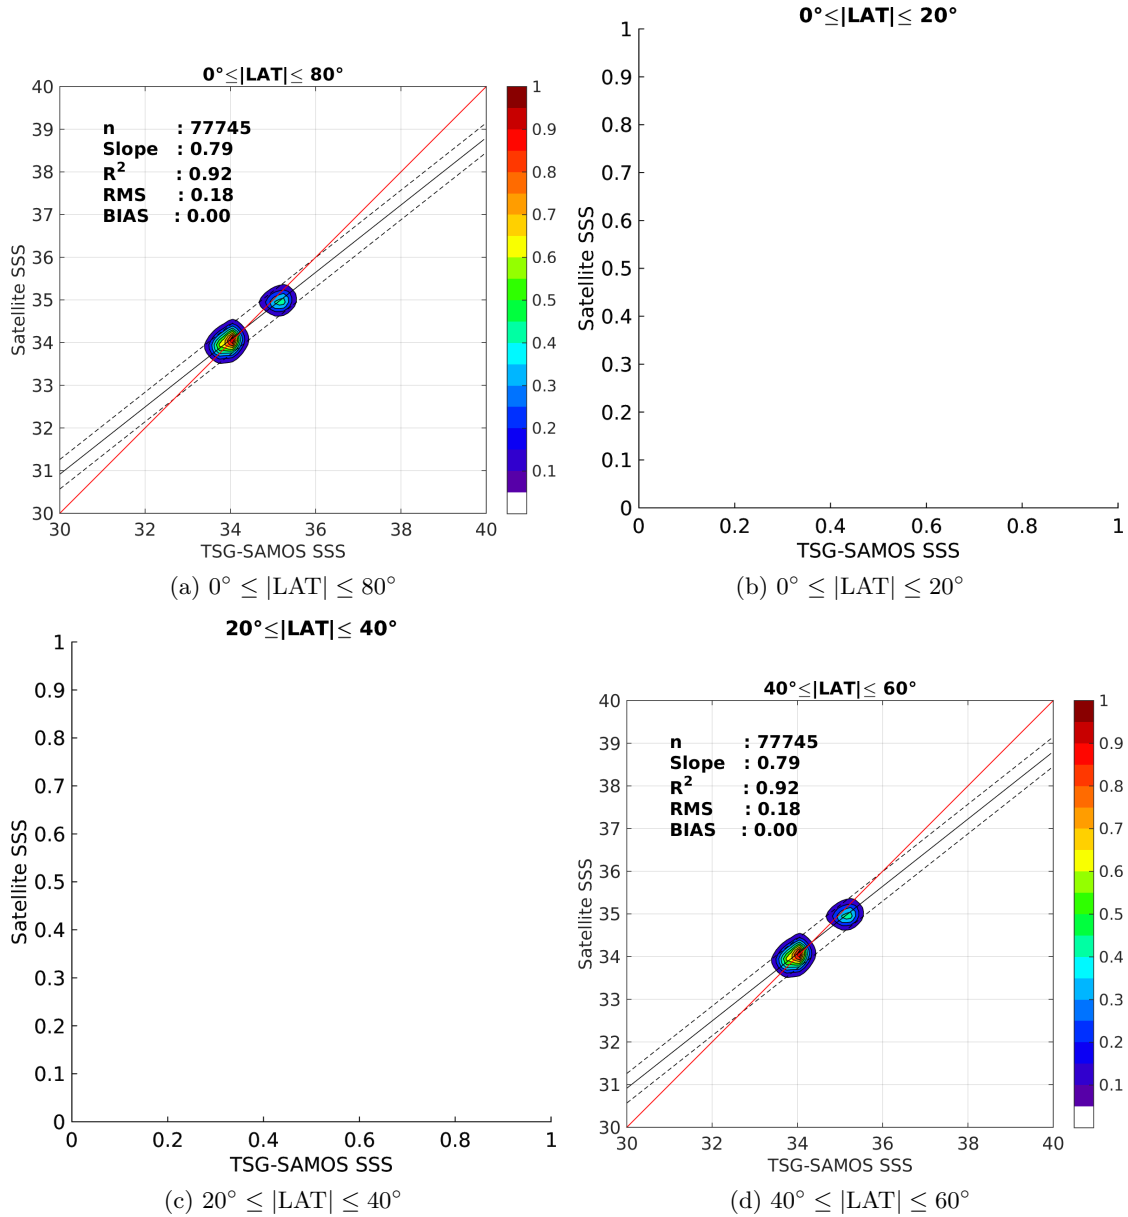 0°≤|LAT|≤ 80°
40
39
38
37
36
35
34
33
32
31
30
30 32 34 36 38 40
Satellite SSS
TSG-SAMOS SSS
n : 77745
Slope : 0.79
R² : 0.92
RMS : 0.18
BIAS : 0.00
1
0.9
0.8
0.7
0.6
0.5
0.4
0.3
0.2
0.1
(a) 0° ≤ |LAT| ≤ 80°
0°≤|LAT|≤ 20°
1
0.9
0.8
0.7
0.6
0.5
0.4
0.3
0.2
0.1
0
0 0.2 0.4 0.6 0.8 1
Satellite SSS
TSG-SAMOS SSS
(b) 0° ≤ |LAT| ≤ 20°
20°≤|LAT|≤ 40°
1
0.9
0.8
0.7
0.6
0.5
0.4
0.3
0.2
0.1
0
0 0.2 0.4 0.6 0.8 1
Satellite SSS
TSG-SAMOS SSS
(c) 20° ≤ |LAT| ≤ 40°
40°≤|LAT|≤ 60°
40
39
38
37
36
35
34
33
32
31
30
30 32 34 36 38 40
Satellite SSS
TSG-SAMOS SSS
n : 77745
Slope : 0.79
R² : 0.92
RMS : 0.18
BIAS : 0.00
1
0.9
0.8
0.7
0.6
0.5
0.4
0.3
0.2
0.1
(d) 40° ≤ |LAT| ≤ 60°